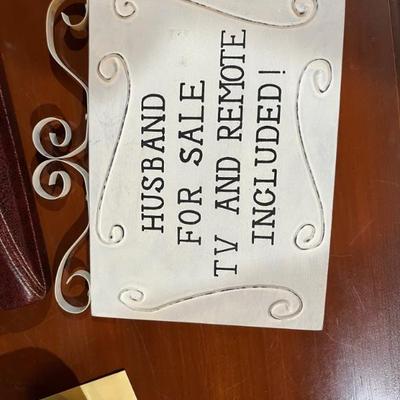 HUSBAND
FOR SALE
TV AND REMOTE
INCLUDED!